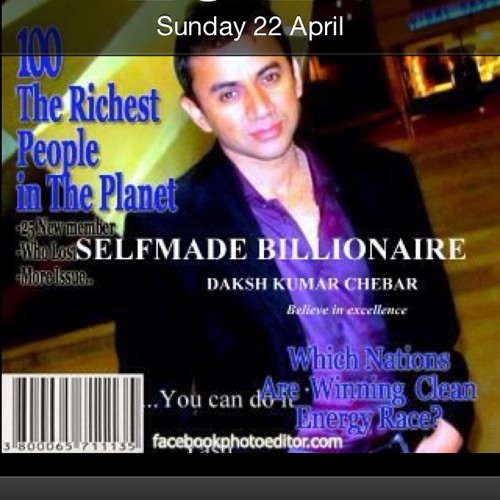 Sunday 22 April
100
The Richest
People
in The Planet
-25 New member
-Who Lost
-More Issue..
SELFMADE BILLIONAIRE
DAKSH KUMAR CHEBAR
Believe in excellence
Which Nations
Are Winning Clean
Energy Race?
...You can do it
3 800065 711135
facebookphotoeditor.com